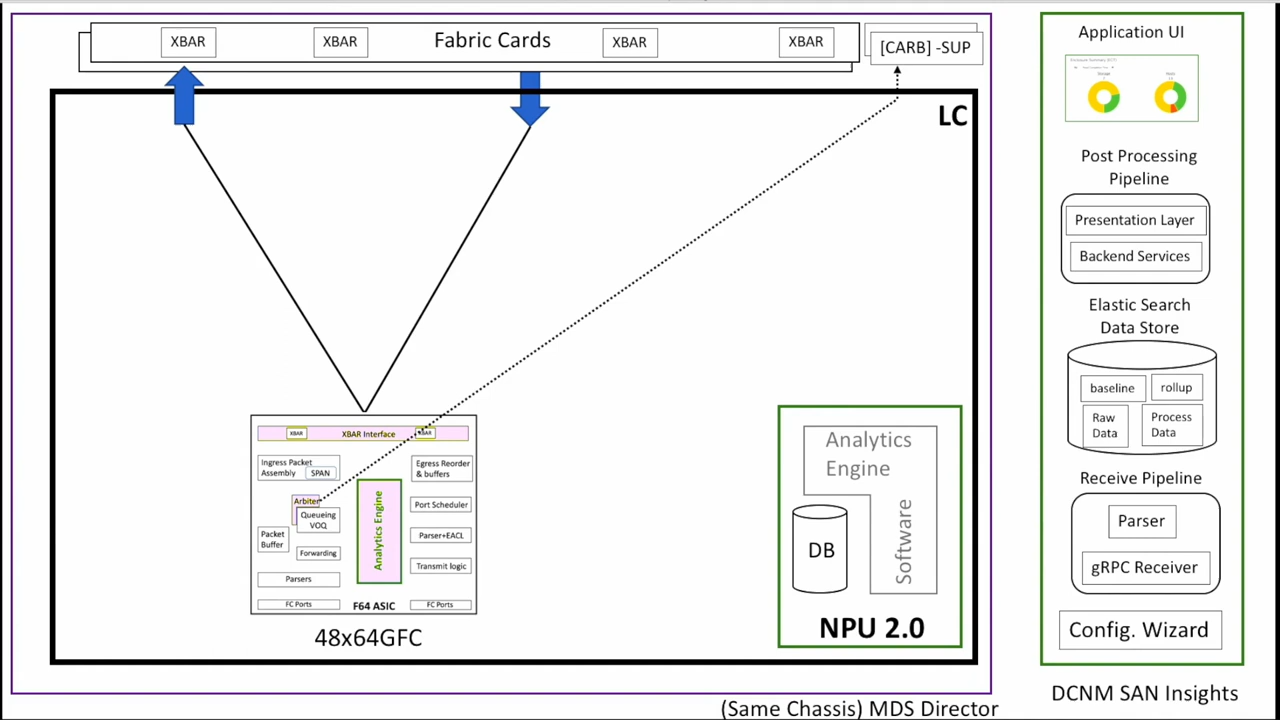 XBAR
XBAR
Fabric Cards
XBAR
XBAR
[CARB] -SUP
LC
XBAR
XBAR Interface
XBAR
Ingress Packet
Assembly
SPAN
Egress Reorder
& buffers
Arbiter
Queueing
VOQ
Packet
Buffer
Forwarding
Parsers
FC Ports
Analytics Engine
Port Scheduler
Parser+EACL
Transmit logic
F64 ASIC
FC Ports
48x64GFC
Analytics
Engine
Software
DB
NPU 2.0
(Same Chassis) MDS Director
Application UI
Post Processing
Pipeline
Presentation Layer
Backend Services
Elastic Search
Data Store
baseline
rollup
Raw
Data
Process
Data
Receive Pipeline
Parser
gRPC Receiver
Config. Wizard
DCNM SAN Insights